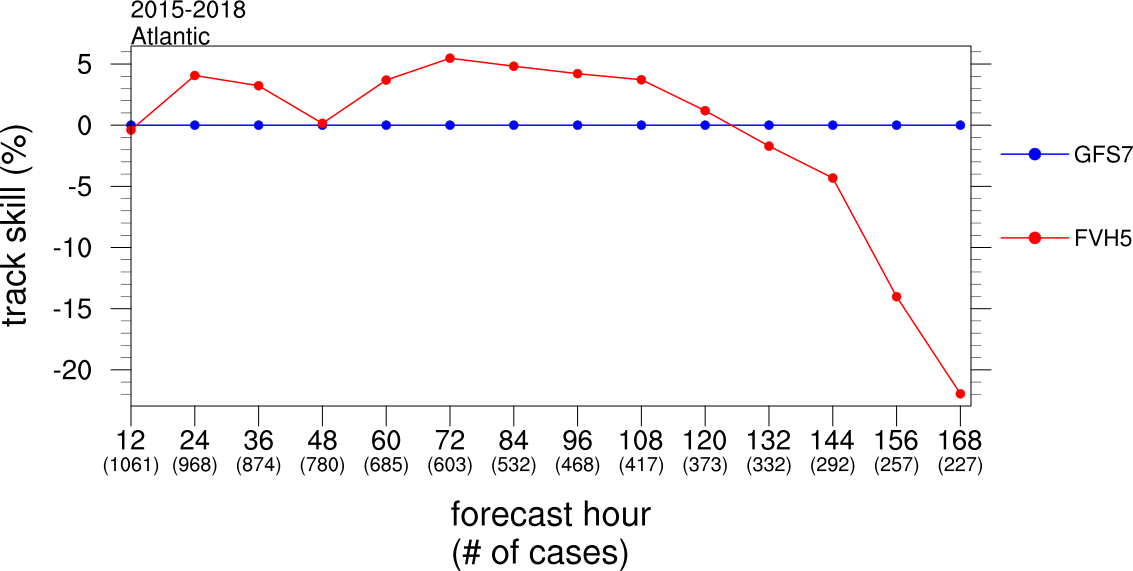 2015-2018
Atlantic
track skill (%)
5
0
-5
-10
-15
-20
12 24 36 48 60 72 84 96 108 120 132 144 156 168
(1061) (968) (874) (780) (685) (603) (532) (468) (417) (373) (332) (292) (257) (227)
forecast hour
(# of cases)
GFS7
FVH5